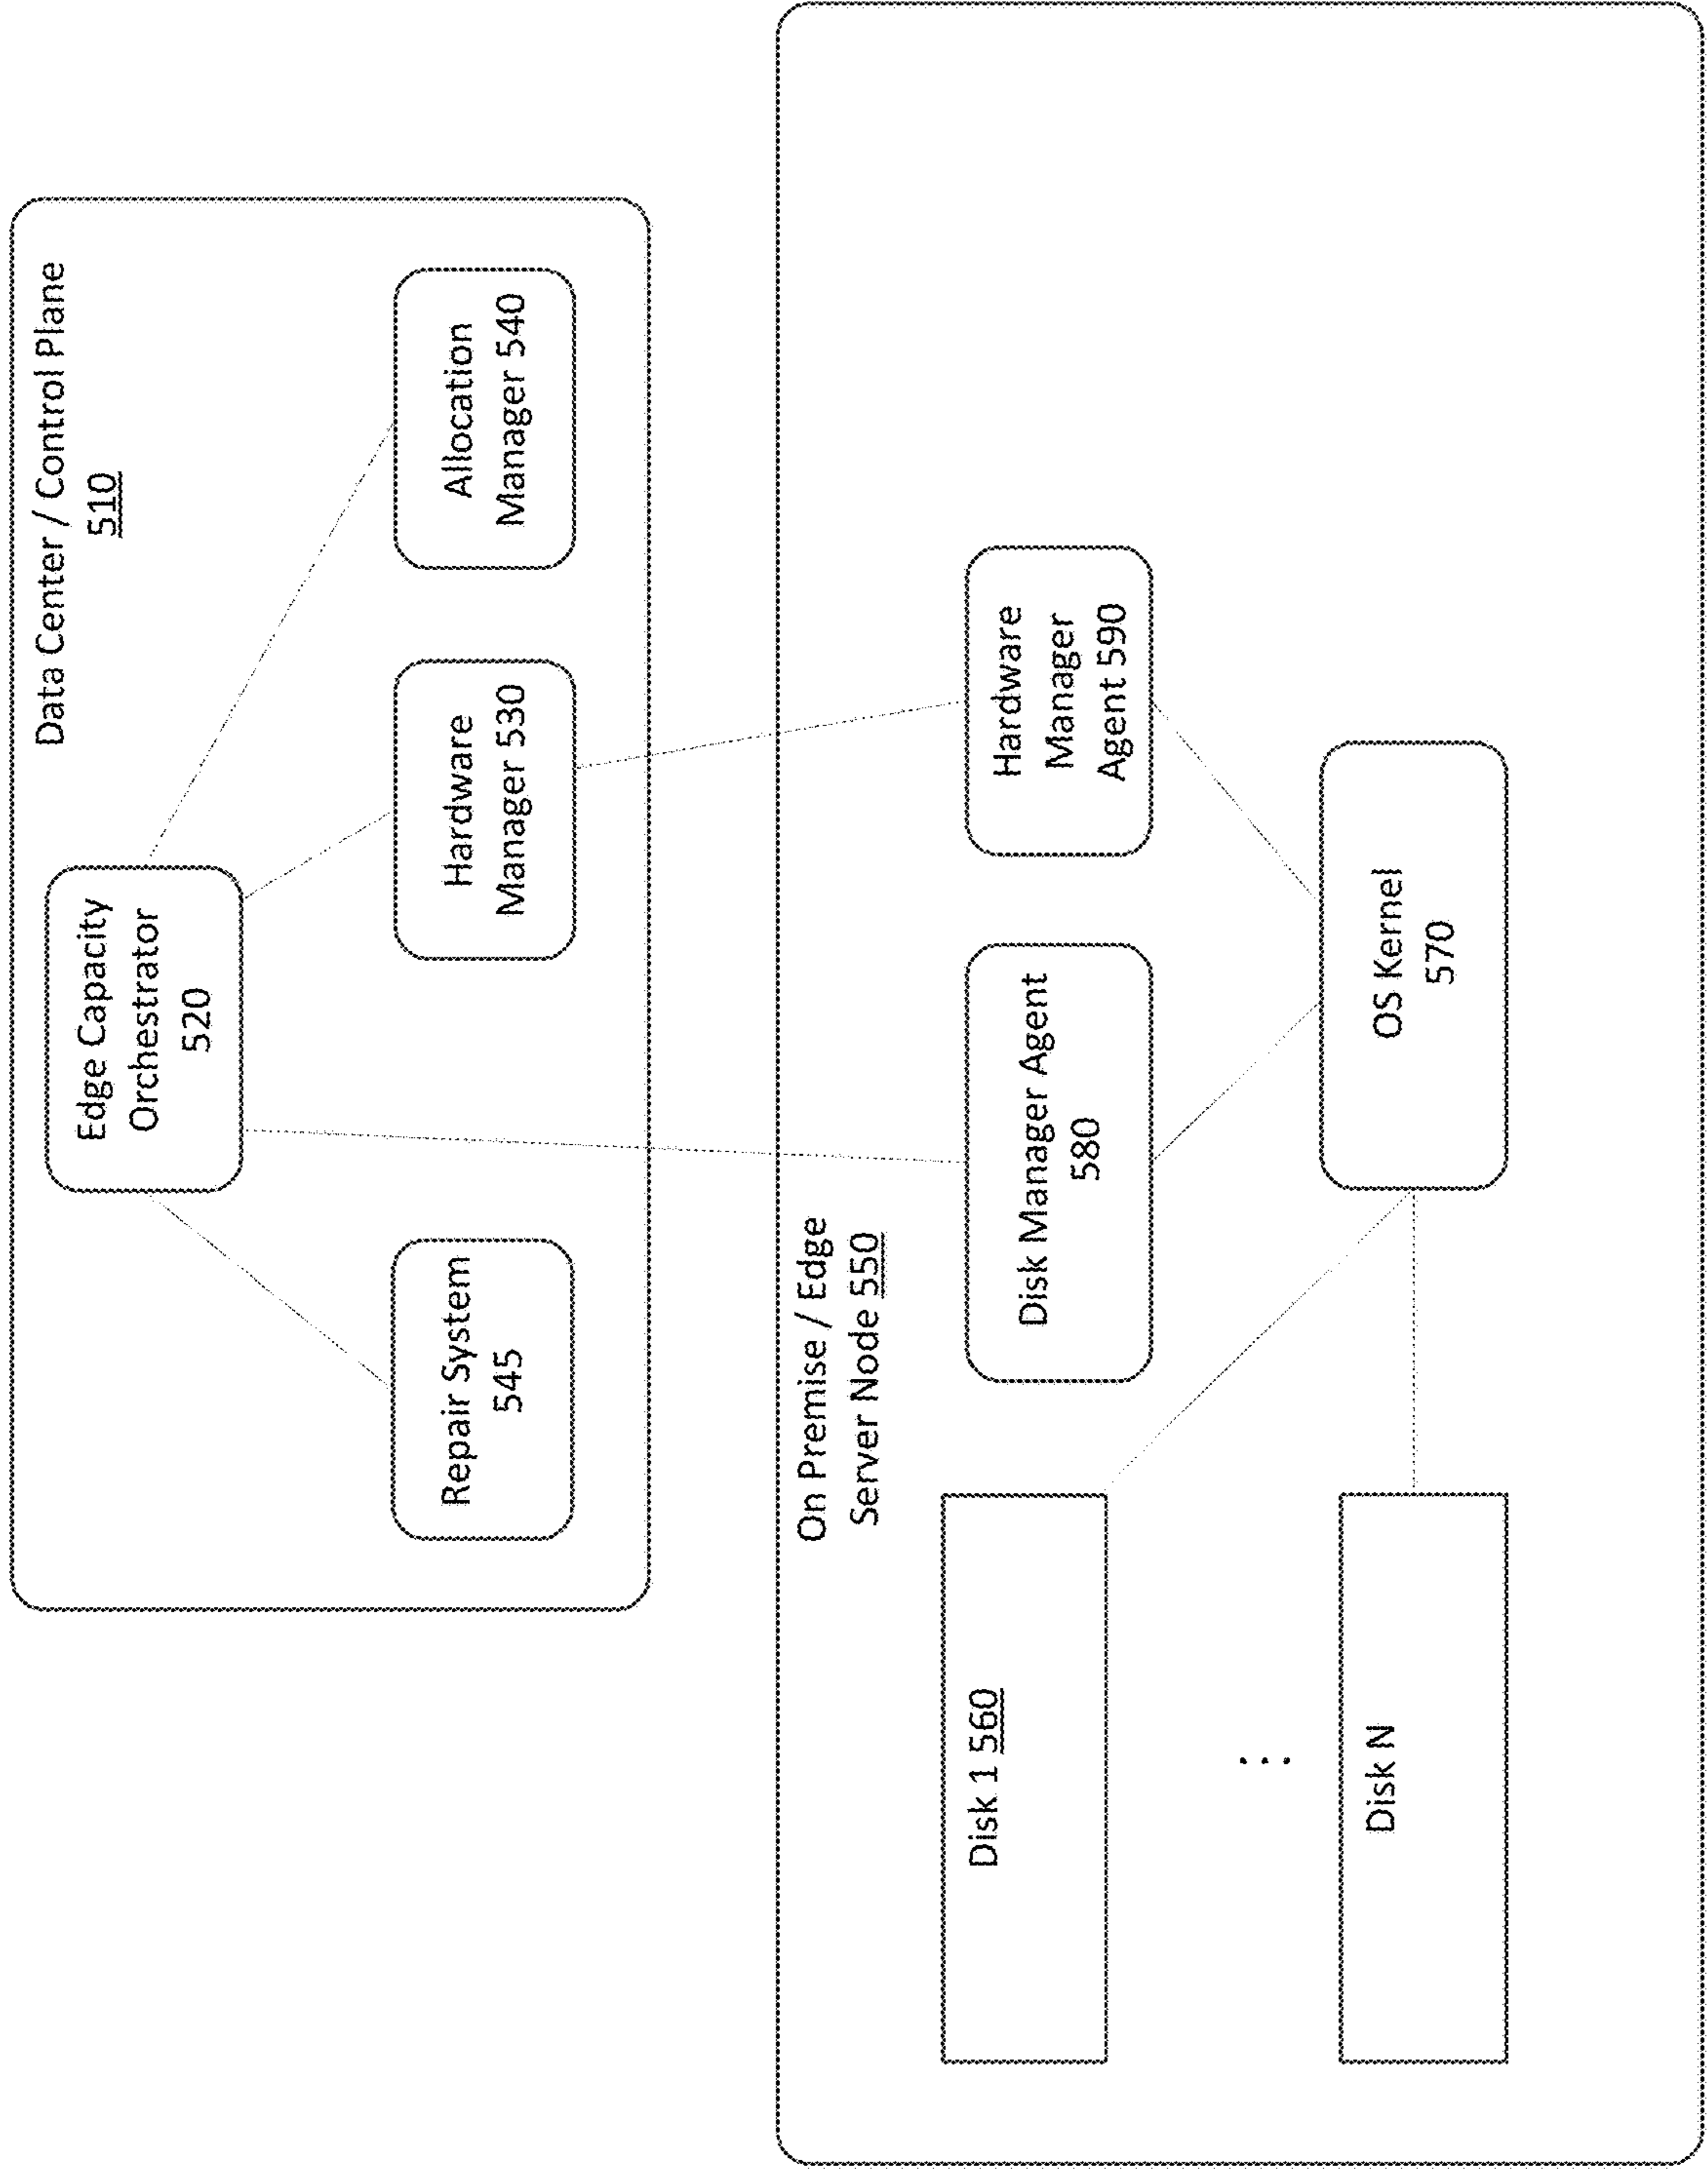 Data Center / Control Plane
510
Edge Capacity
Orchestrator
520
Repair System
545
Hardware
Manager 530
Allocation
Manager 540
On Premise / Edge
Server Node 550
Disk 1 560
...
Disk N
Disk Manager Agent
580
Hardware
Manager
Agent 590
OS Kernel
570